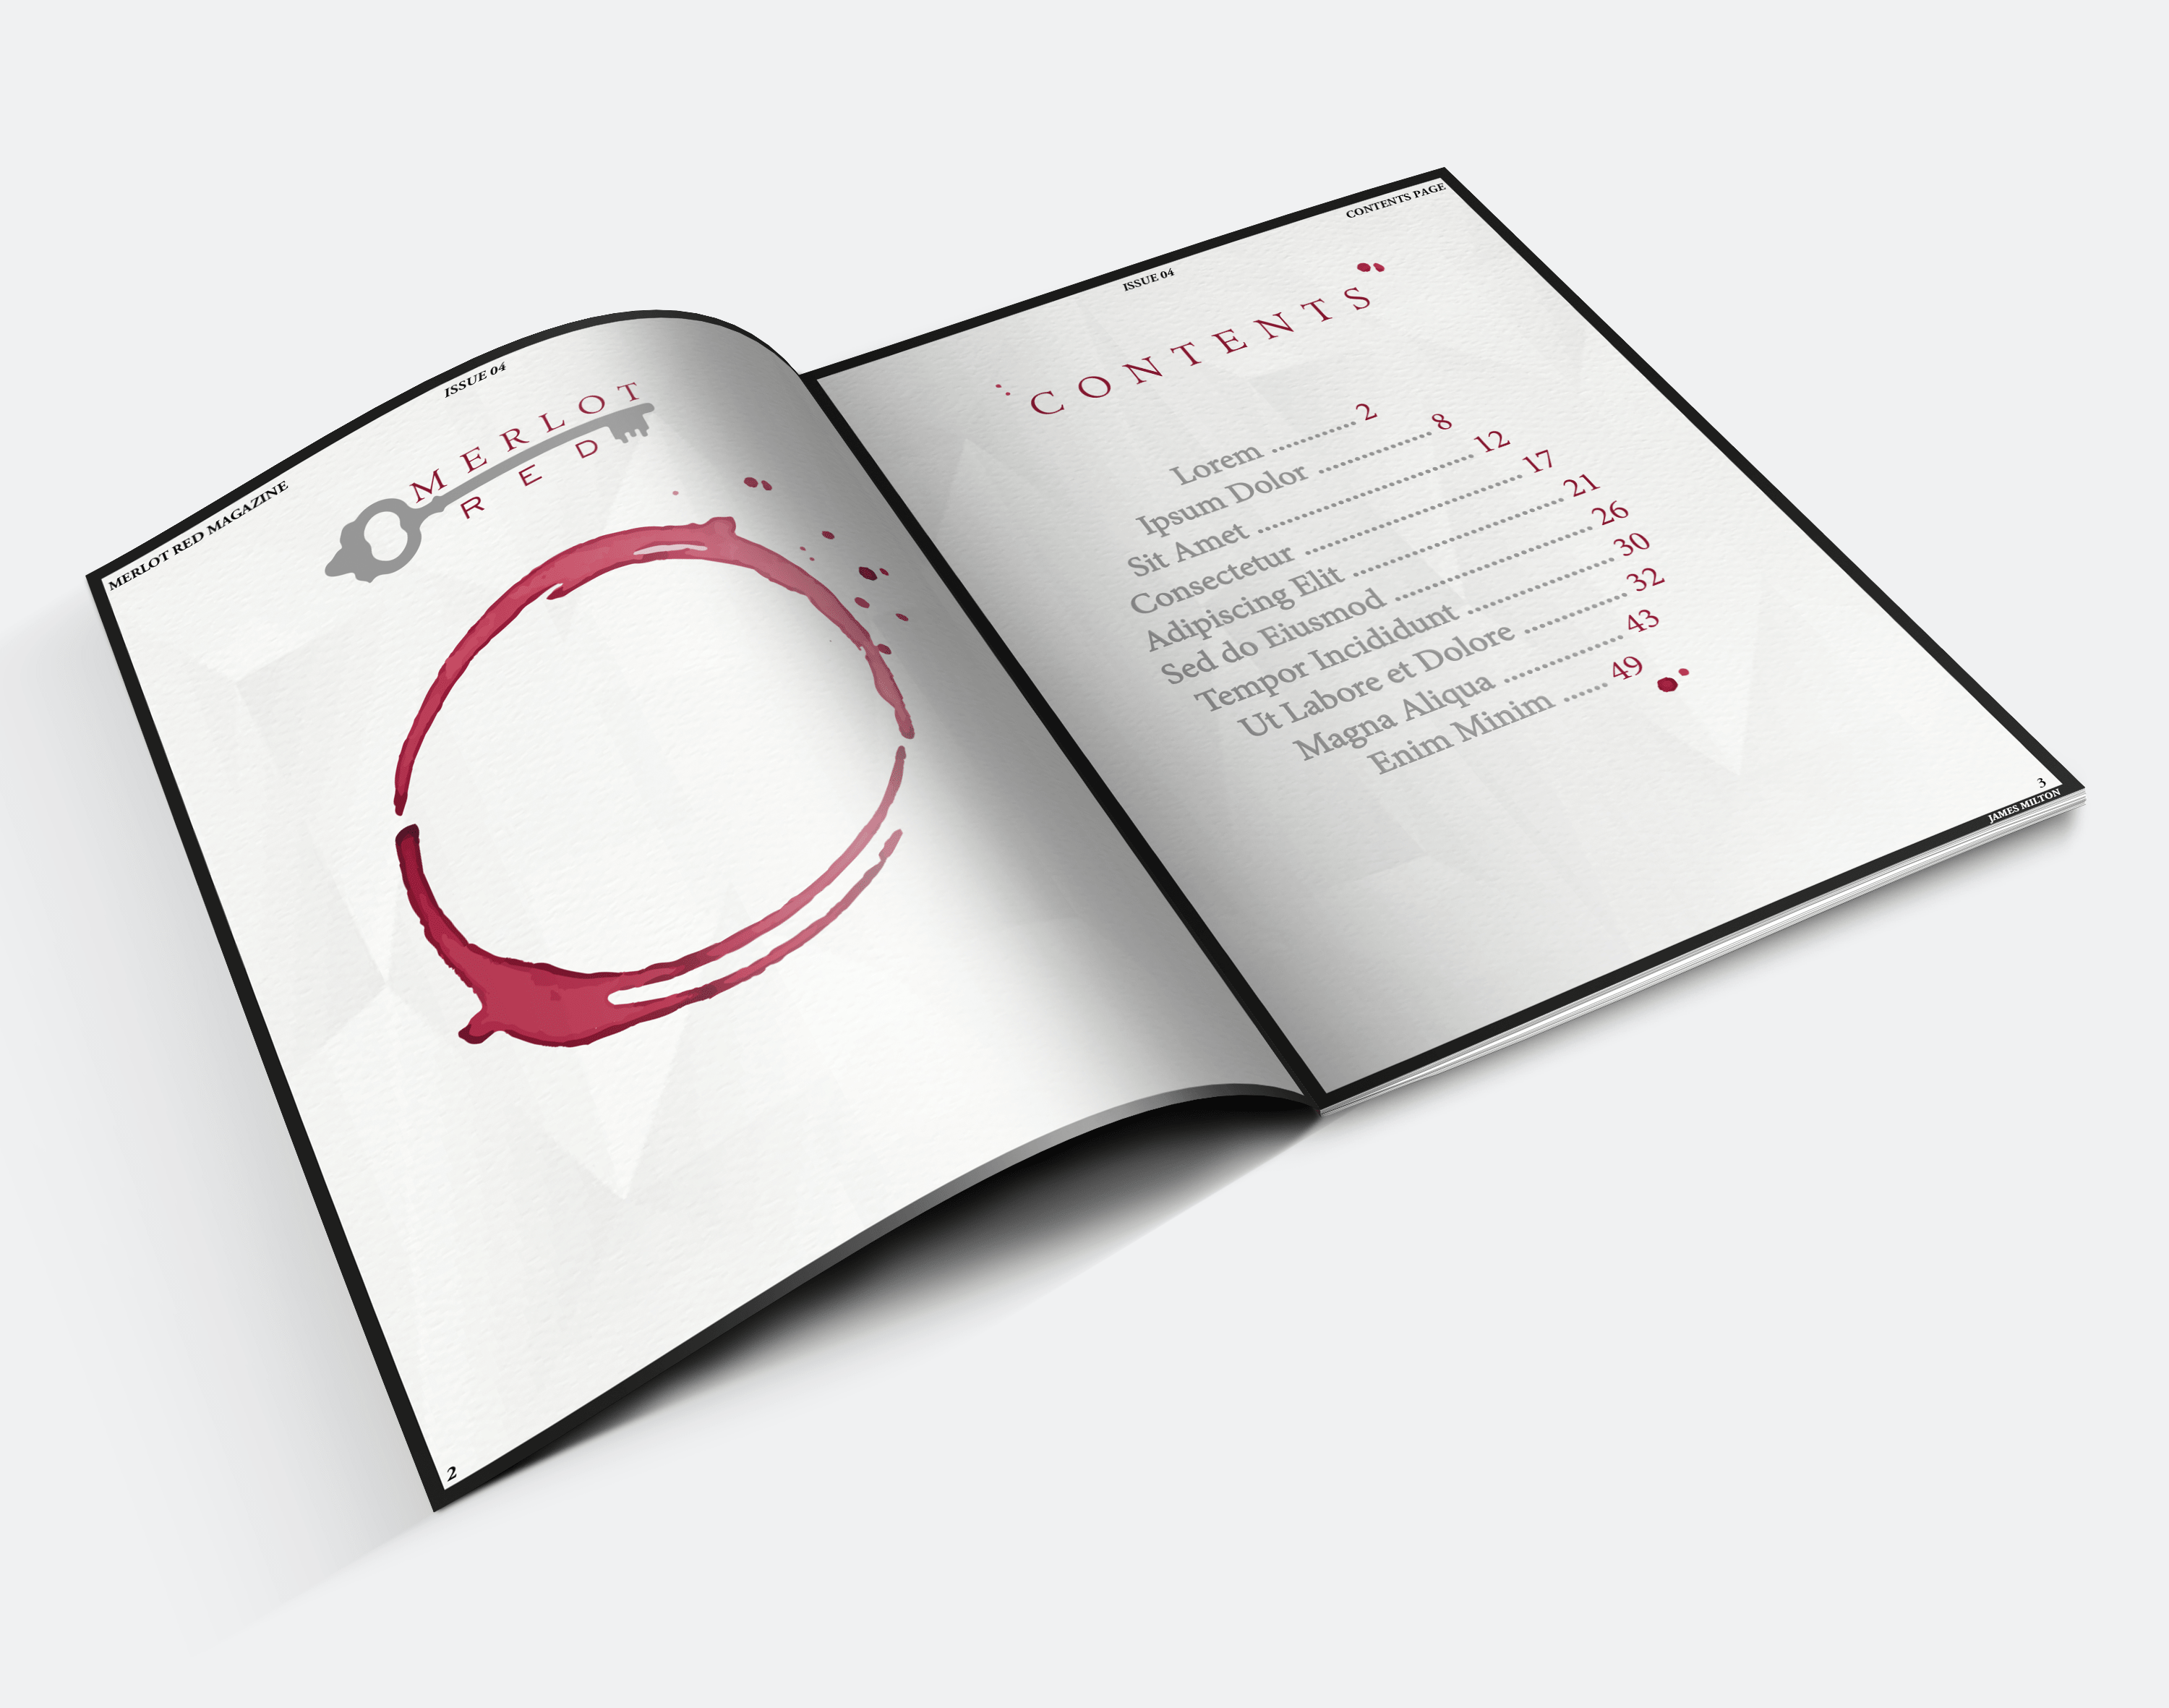 MERLOT RED MAGAZINE
ISSUE 04
MERLOT
RED
2
ISSUE 04
CONTENTS PAGE
CONTENTS
Lorem ............... 2
Ipsum Dolor .................... 8
Sit Amet ...................................... 12
Consectetur ...................................... 17
Adipiscing Elit ..................................... 21
Sed do Eiusmod ................................... 26
Tempor Incididunt ......................... 30
Ut Labore et Dolore .................. 32
Magna Aliqua .................... 43
Enim Minim ....... 49
3
JAMES MILTON